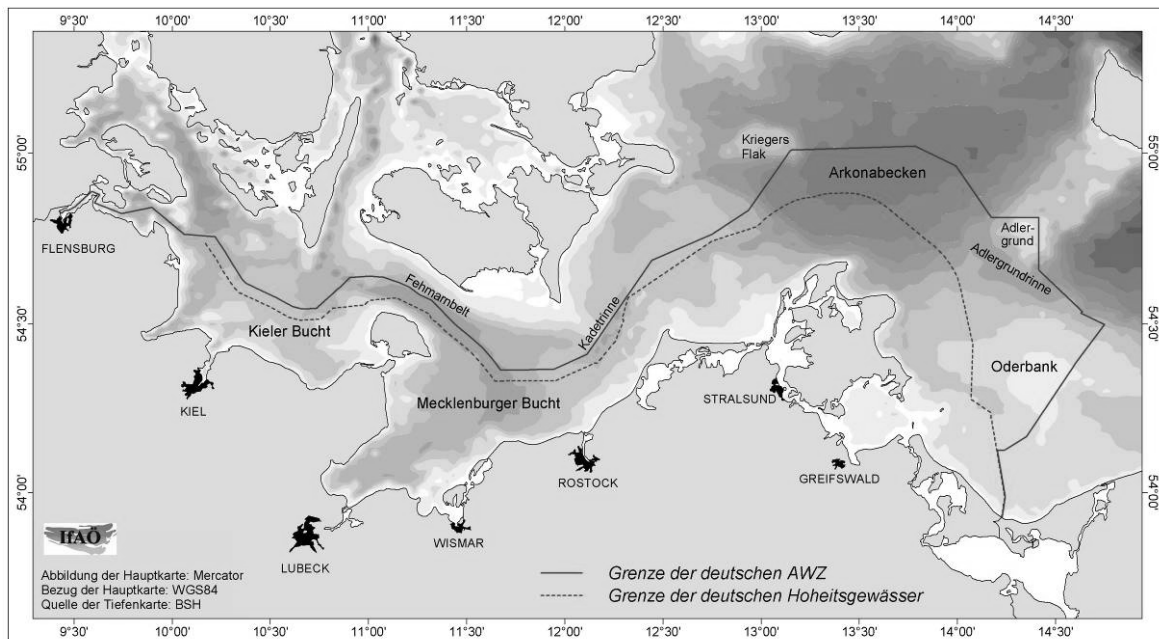 9°30' 10°00' 10°30' 11°00' 11°30' 12°00' 12°30' 13°00' 13°30' 14°00' 14°30'
55°00'
55°00'
Kriegers
Flak
Arkonabecken
FLENSBURG
Adler-
grund
Adlergrundrinne
Fehmarnbelt
Kadetrinne
54°30'
54°30'
Kieler Bucht
Oderbank
KIEL
Mecklenburger Bucht
STRALSUND
ROSTOCK
GREIFSWALD
54°00'
54°00'
WISMAR
LÜBECK
IfAÖ
Abbildung der Hauptkarte: Mercator
Bezug der Hauptkarte: WGS84
Quelle der Tiefenkarte: BSH
Grenze der deutschen AWZ
Grenze der deutschen Hoheitsgewässer
9°30' 10°00' 10°30' 11°00' 11°30' 12°00' 12°30' 13°00' 13°30' 14°00' 14°30'